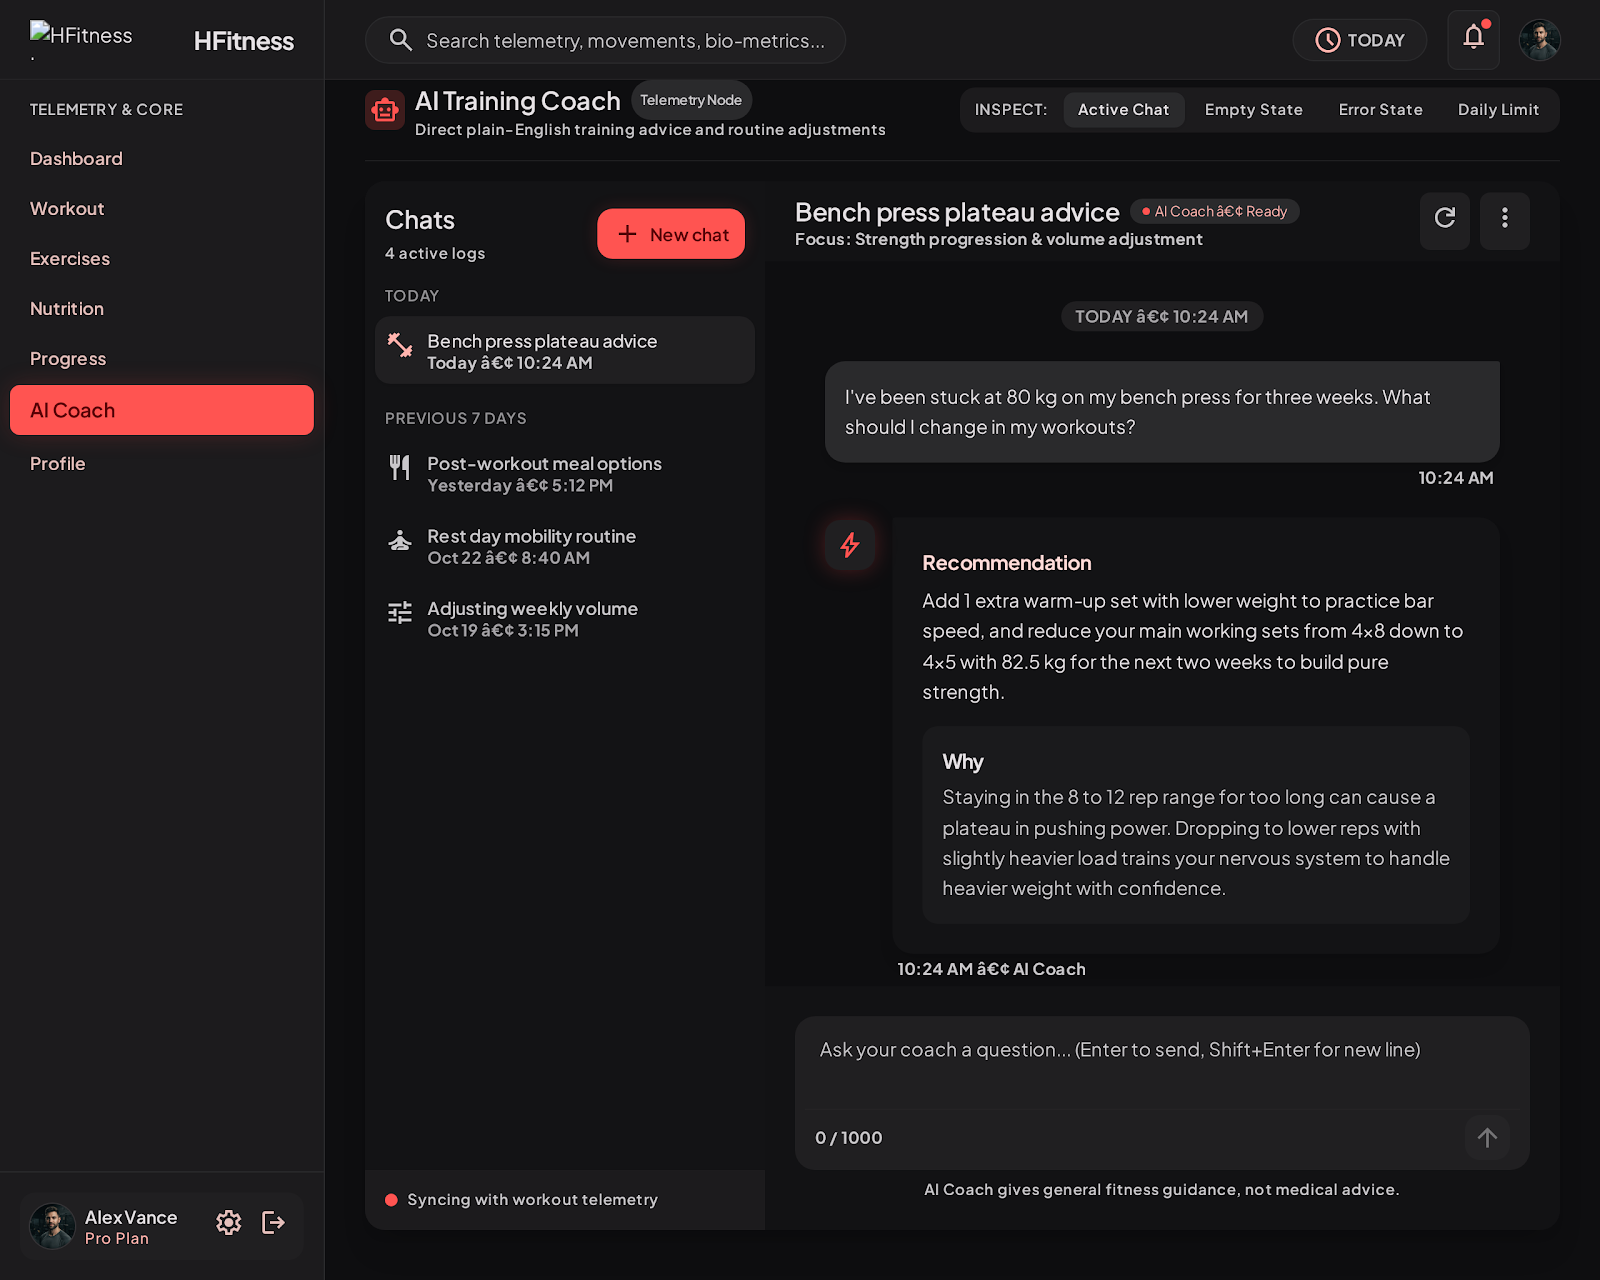 HFitness
.
HFitness
Search telemetry, movements, bio-metrics...
TODAY
TELEMETRY & CORE
Dashboard
Workout
Exercises
Nutrition
Progress
AI Coach
Profile
Alex Vance
Pro Plan
AI Training Coach
Telemetry Node
Direct plain-English training advice and routine adjustments
INSPECT:
Active Chat
Empty State
Error State
Daily Limit
Chats
4 active logs
New chat
TODAY
Bench press plateau advice
Today â€¢ 10:24 AM
PREVIOUS 7 DAYS
Post-workout meal options
Yesterday â€¢ 5:12 PM
Rest day mobility routine
Oct 22 â€¢ 8:40 AM
Adjusting weekly volume
Oct 19 â€¢ 3:15 PM
Syncing with workout telemetry
Bench press plateau advice
AI Coach â€¢ Ready
Focus: Strength progression & volume adjustment
TODAY â€¢ 10:24 AM
I've been stuck at 80 kg on my bench press for three weeks. What
should I change in my workouts?
10:24 AM
Recommendation
Add 1 extra warm-up set with lower weight to practice bar
speed, and reduce your main working sets from 4×8 down to
4×5 with 82.5 kg for the next two weeks to build pure
strength.
Why
Staying in the 8 to 12 rep range for too long can cause a
plateau in pushing power. Dropping to lower reps with
slightly heavier load trains your nervous system to handle
heavier weight with confidence.
10:24 AM â€¢ AI Coach
Ask your coach a question... (Enter to send, Shift+Enter for new line)
0 / 1000
AI Coach gives general fitness guidance, not medical advice.